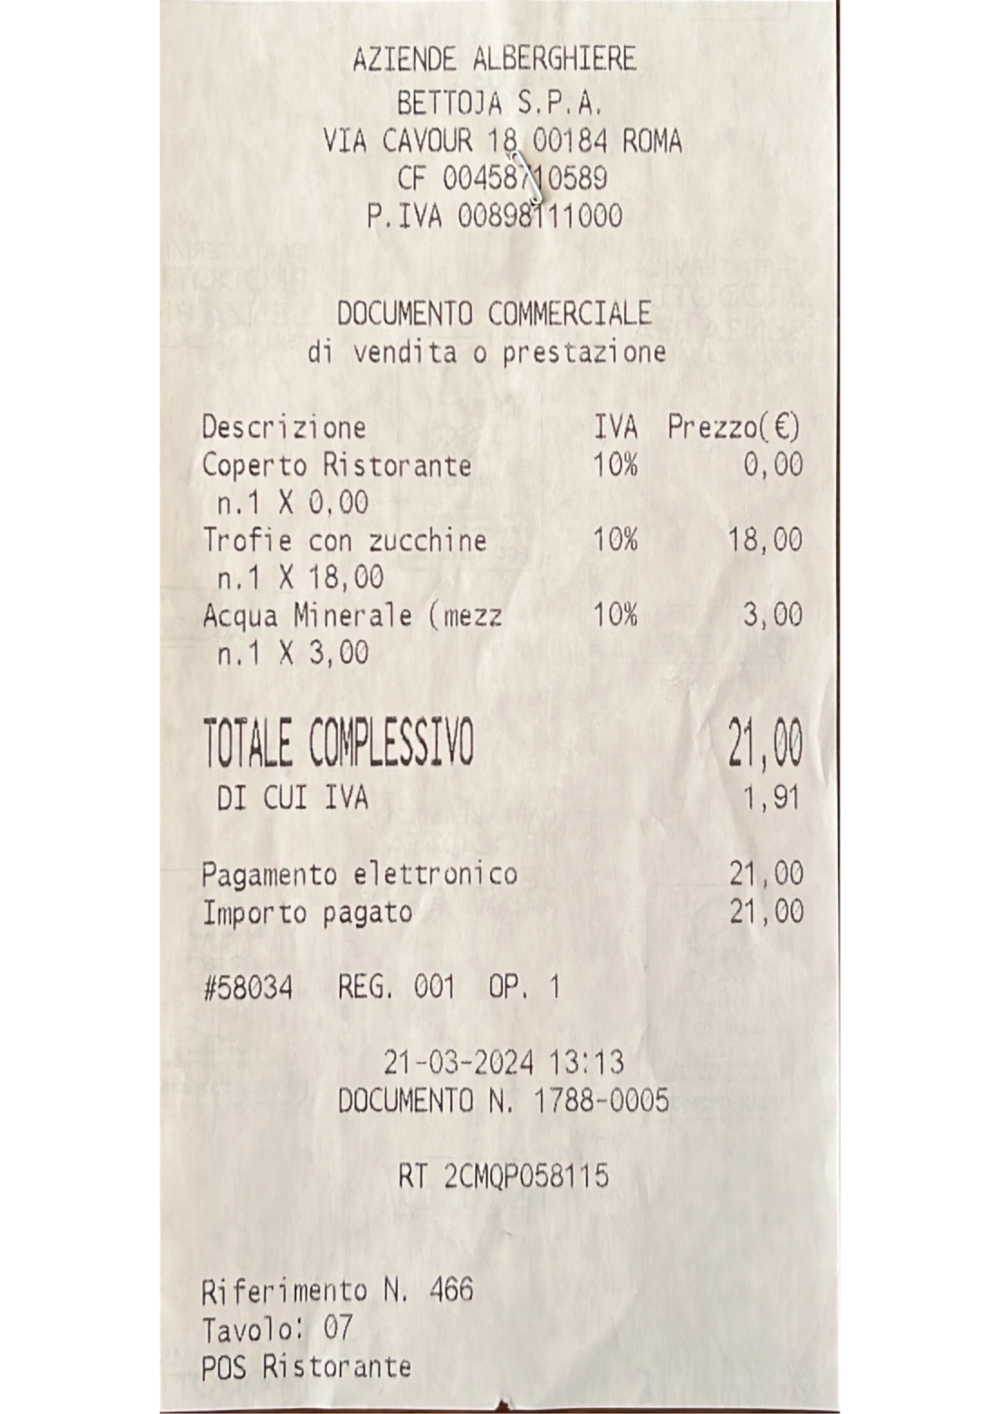 AZIENDE ALBERGHIERE
BETTOJA S.P.A.
VIA CAVOUR 18 00184 ROMA
CF 00458710589
P.IVA 00898111000
DOCUMENTO COMMERCIALE
di vendita o prestazione
Descrizione IVA Prezzo(€)
Coperto Ristorante 10% 0,00
n.1 X 0,00
Trofie con zucchine 10% 18,00
n.1 X 18,00
Acqua Minerale (mezz 10% 3,00
n.1 X 3,00
TOTALE COMPLESSIVO 21,00
DI CUI IVA 1,91
Pagamento elettronico 21,00
Importo pagato 21,00
#58034 REG. 001 OP. 1
21-03-2024 13:13
DOCUMENTO N. 1788-0005
RT 2CMQP058115
Riferimento N. 466
Tavolo: 07
POS Ristorante